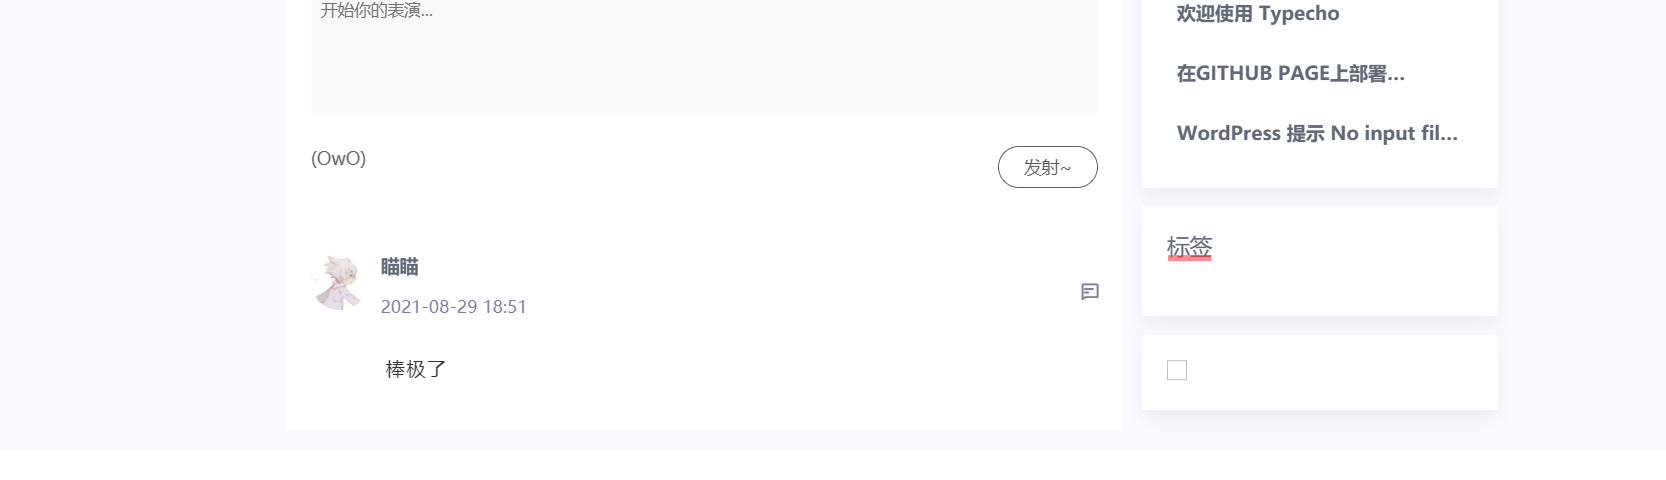 开始你的表演...
(OwO)
发射~
瞄瞄
2021-08-29 18:51
棒极了
欢迎使用 Typecho
在GITHUB PAGE上部署...
WordPress 提示 No input fil...
标签